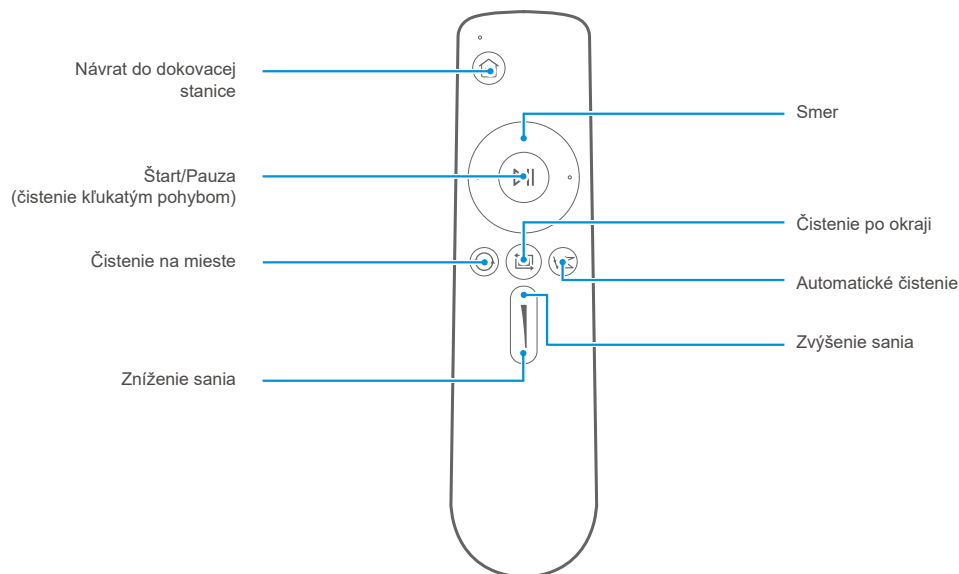 Návrat do dokovacej
stanice
Štart/Pauza
(čistenie kľukatým pohybom)
Čistenie na mieste
Zníženie sania
Smer
Čistenie po okraji
Automatické čistenie
Zvýšenie sania